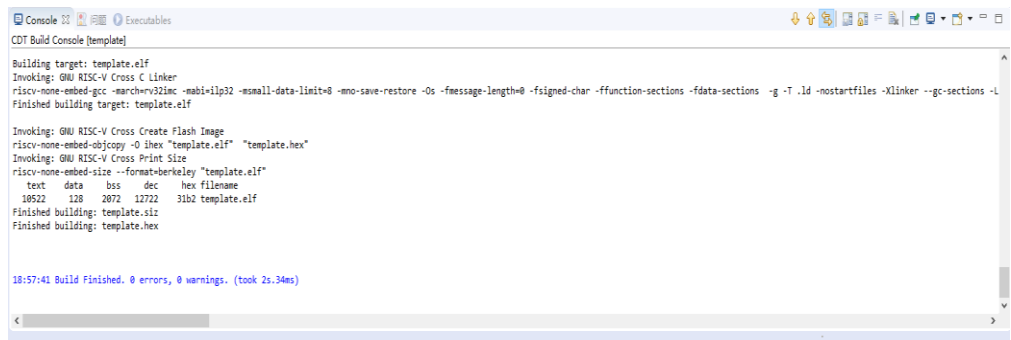 Console 问题 Executables
CDT Build Console [template]
Building target: template.elf
Invoking: GNU RISC-V Cross C Linker
riscv-none-embed-gcc -march=rv32imc -mabi=ilp32 -msmall-data-limit=8 -mno-save-restore -Os -fmessage-length=0 -fsigned-char -ffunction-sections -fdata-sections -g -T .ld -nostartfiles -Xlinker --gc-sections -L
Finished building target: template.elf
Invoking: GNU RISC-V Cross Create Flash Image
riscv-none-embed-objcopy -O ihex "template.elf" "template.hex"
Invoking: GNU RISC-V Cross Print Size
riscv-none-embed-size --format=berkeley "template.elf"
text data bss dec hex filename
10522 128 2072 12722 31b2 template.elf
Finished building: template.siz
Finished building: template.hex
18:57:41 Build Finished. 0 errors, 0 warnings. (took 2s.34ms)